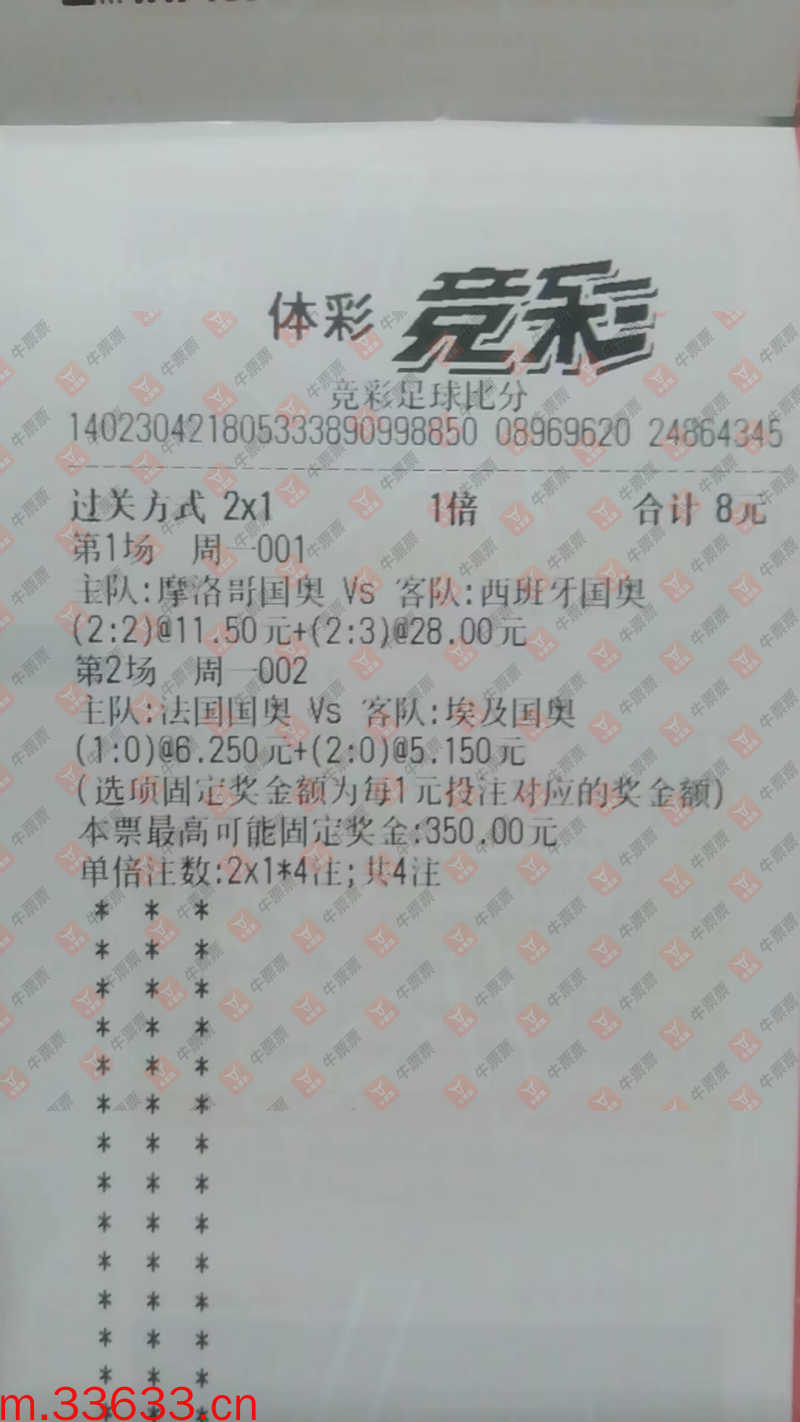 体彩 竞彩
竞彩足球比分
140230421805333890998850 08969620 24864345
过关方式 2x1 1倍 合计 8元
第1场 周一001
主队:摩洛哥国奥 Vs 客队:西班牙国奥
(2:2)@11.50元+(2:3)@28.00元
第2场 周一002
主队:法国国奥 Vs 客队:埃及国奥
(1:0)@6.250元+(2:0)@5.150元
(选项固定奖金额为每1元投注对应的奖金额)
本票最高可能固定奖金:350.00元
单倍注数:2x1*4注;共4注
* * *
* * *
* * *
* * *
* * *
* * *
* * *
* * *
* * *
* * *
* * *
* * *
* * *
* * *
m.33633.cn
牛票票